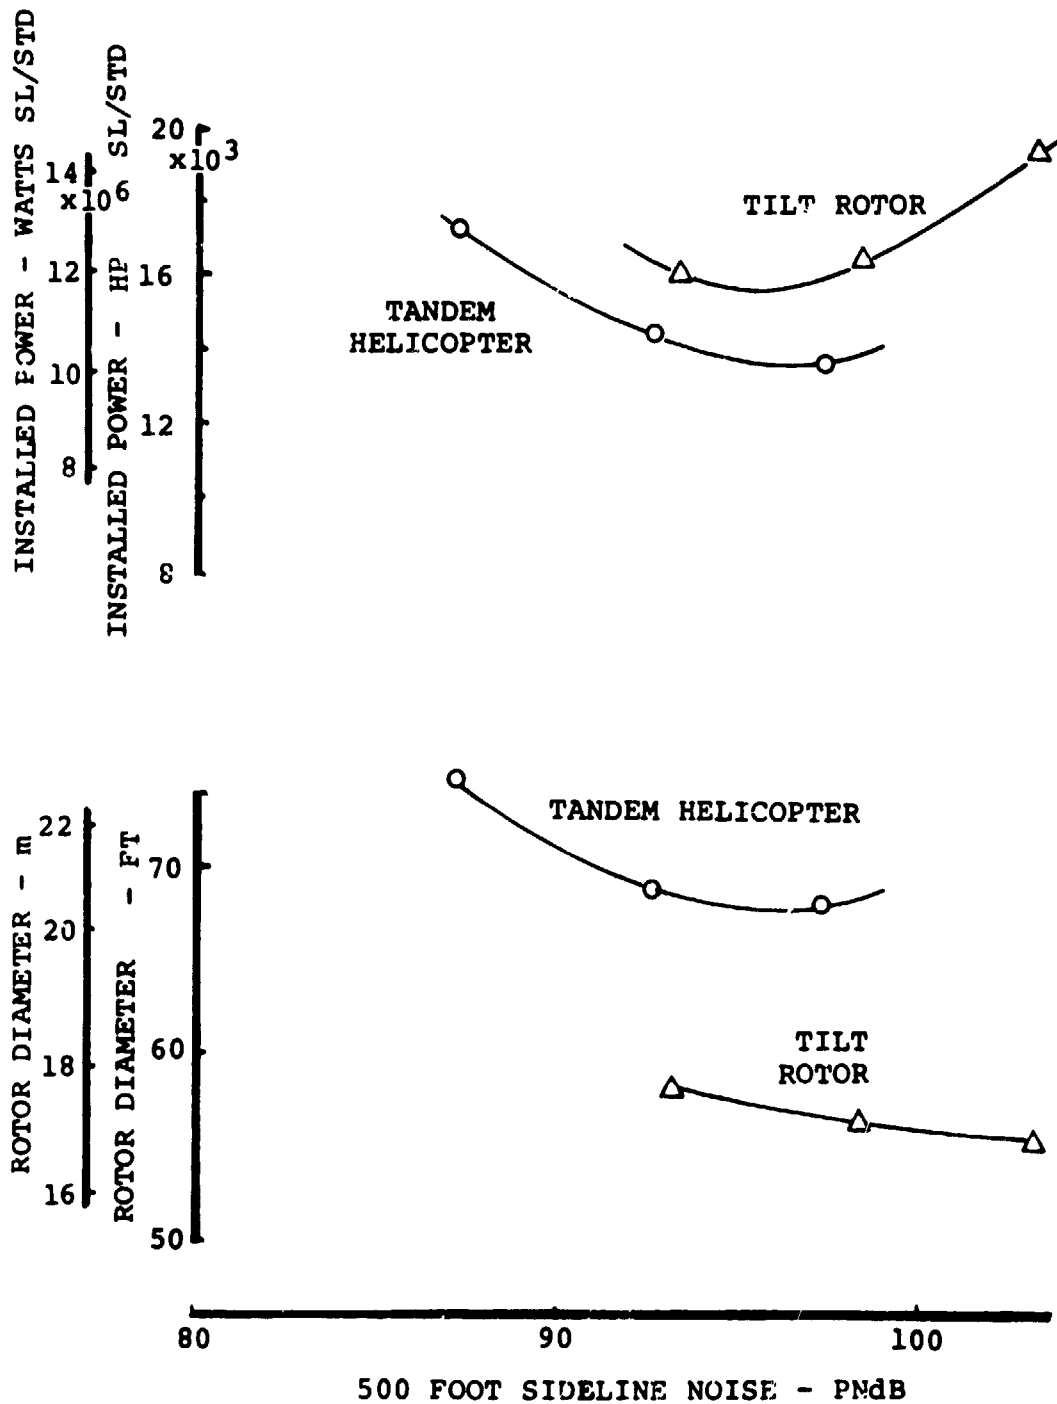 INSTALLED POWER - WATTS SL/STD
INSTALLED POWER - HP SL/STD
14
x10^6
12
10
8
20
x10^3
16
12
8
TILT ROTOR
TANDEM
HELICOPTER
ROTOR DIAMETER - m
ROTOR DIAMETER - FT
22
20
18
16
70
60
50
TANDEM HELICOPTER
TILT
ROTOR
80 90 100
500 FOOT SIDELINE NOISE - PNdB